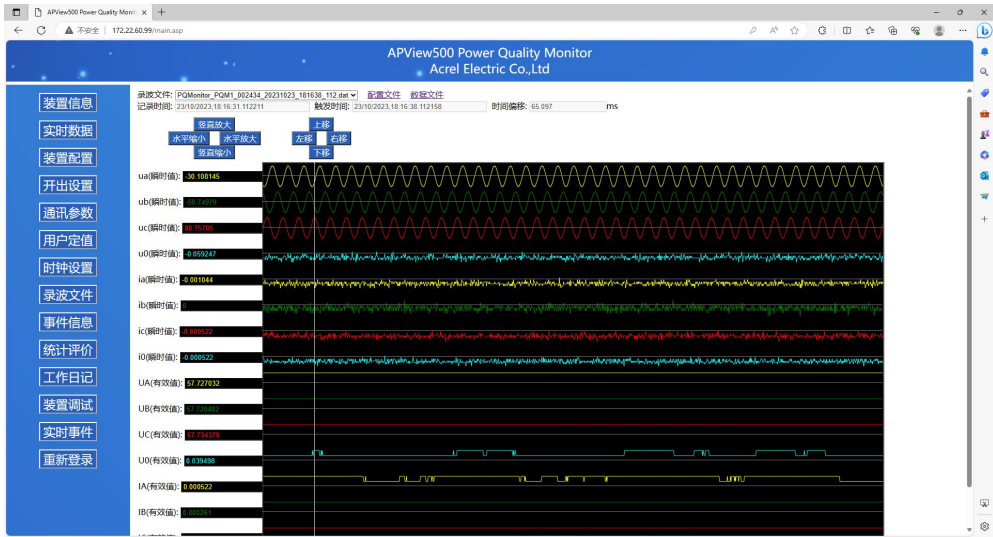 APView500 Power Quality Monit
不安全 172.22.60.99/main.asp
APView500 Power Quality Monitor
Acrel Electric Co.,Ltd
装置信息
实时数据
装置配置
开出设置
通讯参数
用户定值
时钟设置
录波文件
事件信息
统计评价
工作日记
装置调试
实时事件
重新登录
录波文件: PQMonitor_PQM1_002434_20231023_181638_112.dat 配置文件 数据文件
记录时间: 23/10/2023,18:16:31.112211 触发时间: 23/10/2023,18:16:38.112158 时间偏移: 65.097 ms
竖直放大 上移
水平缩小 水平放大 左移 右移
竖直缩小 下移
ua(瞬时值): -30.108145
ub(瞬时值): -50.74979
uc(瞬时值): 80.75705
u0(瞬时值): -0.059247
ia(瞬时值): -0.001044
ib(瞬时值): 0
ic(瞬时值): -0.000522
i0(瞬时值): -0.000522
UA(有效值): 57.727032
UB(有效值): 57.720482
UC(有效值): 57.734379
U0(有效值): 0.039498
IA(有效值): 0.000522
IB(有效值): 0.000261